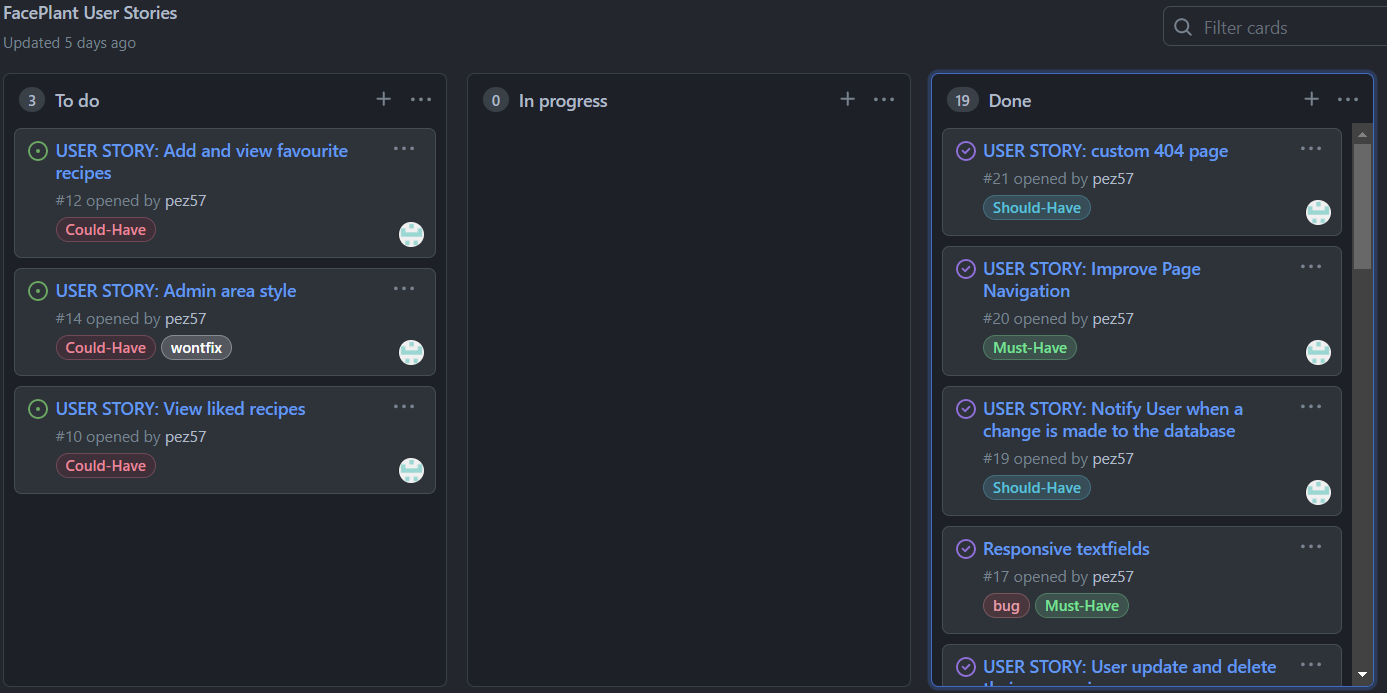 FacePlant User Stories
Updated 5 days ago
Filter cards
3 To do
USER STORY: Add and view favourite
recipes
#12 opened by pez57
Could-Have
USER STORY: Admin area style
#14 opened by pez57
Could-Have wontfix
USER STORY: View liked recipes
#10 opened by pez57
Could-Have
0 In progress
19 Done
USER STORY: custom 404 page
#21 opened by pez57
Should-Have
USER STORY: Improve Page
Navigation
#20 opened by pez57
Must-Have
USER STORY: Notify User when a
change is made to the database
#19 opened by pez57
Should-Have
Responsive textfields
#17 opened by pez57
bug Must-Have
USER STORY: User update and delete